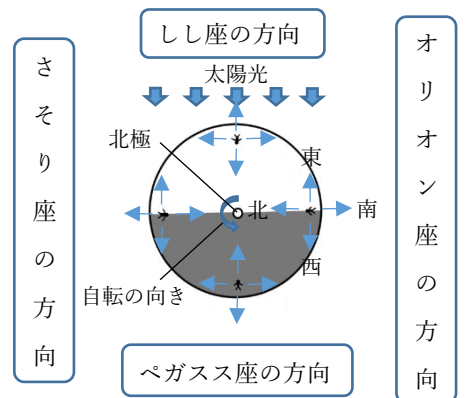 しし座の方向
太陽光
さそり座の方向
オリオン座の方向
北極
東
北
南
西
自転の向き
ペガスス座の方向